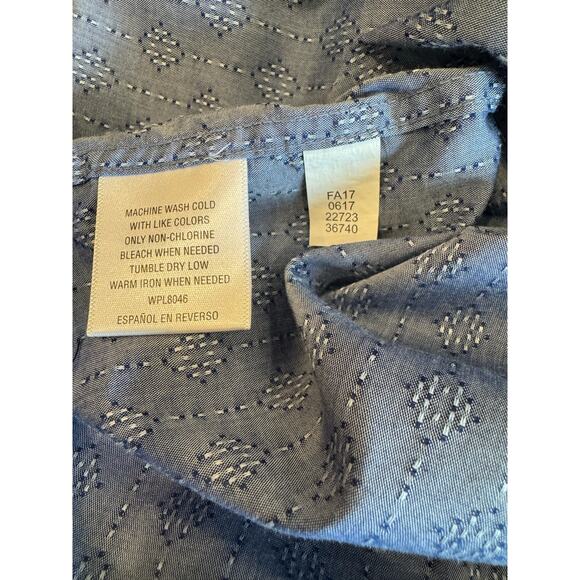 MACHINE WASH COLD
WITH LIKE COLORS
ONLY NON-CHLORINE
BLEACH WHEN NEEDED
TUMBLE DRY LOW
WARM IRON WHEN NEEDED
WPL8046
ESPAÑOL EN REVERSO
FA17
0617
22723
36740